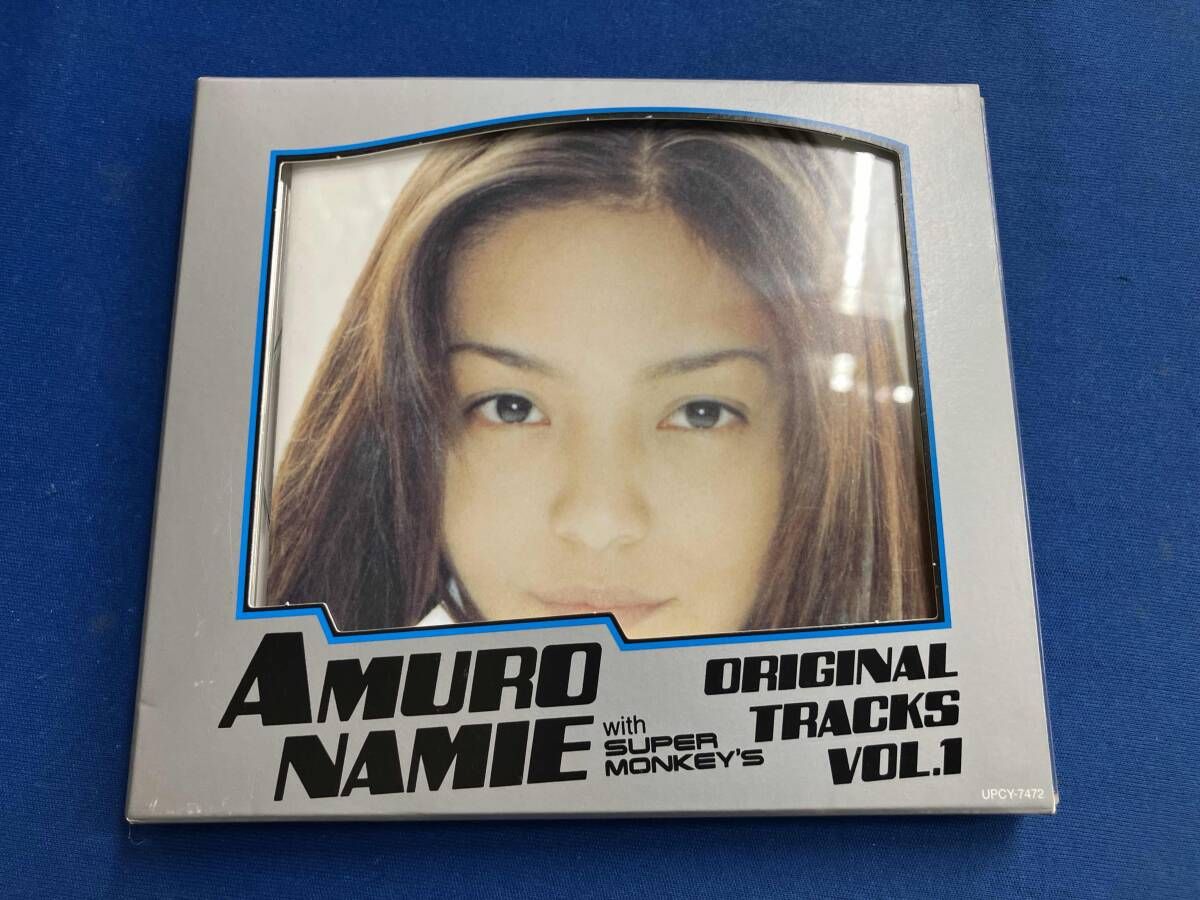 AMURO
NAMIE
with
SUPER
MONKEY'S
ORIGINAL
TRACKS
VOL.1
UPCY-7472